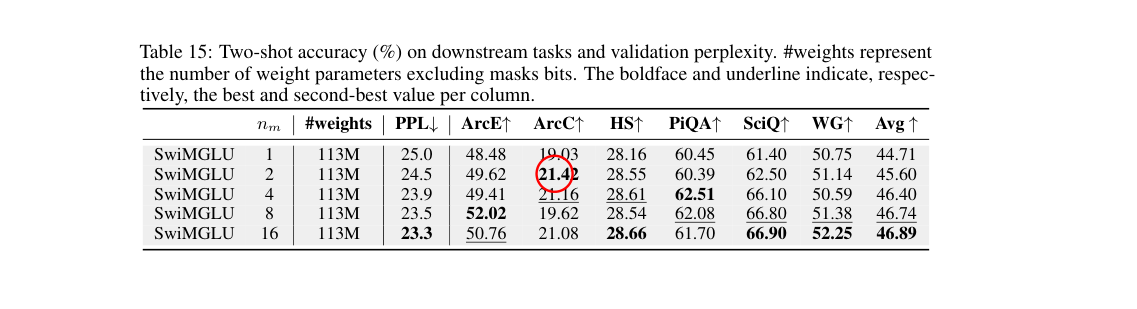 Table 15: Two-shot accuracy (%) on downstream tasks and validation perplexity. #weights represent
the number of weight parameters excluding masks bits. The boldface and underline indicate, respec-
tively, the best and second-best value per column.
n_m #weights PPL↓ ArcE↑ ArcC↑ HS↑ PiQA↑ SciQ↑ WG↑ Avg ↑
SwiMGLU 1 113M 25.0 48.48 19.03 28.16 60.45 61.40 50.75 44.71
SwiMGLU 2 113M 24.5 49.62 21.42 28.55 60.39 62.50 51.14 45.60
SwiMGLU 4 113M 23.9 49.41 21.16 28.61 62.51 66.10 50.59 46.40
SwiMGLU 8 113M 23.5 52.02 19.62 28.54 62.08 66.80 51.38 46.74
SwiMGLU 16 113M 23.3 50.76 21.08 28.66 61.70 66.90 52.25 46.89